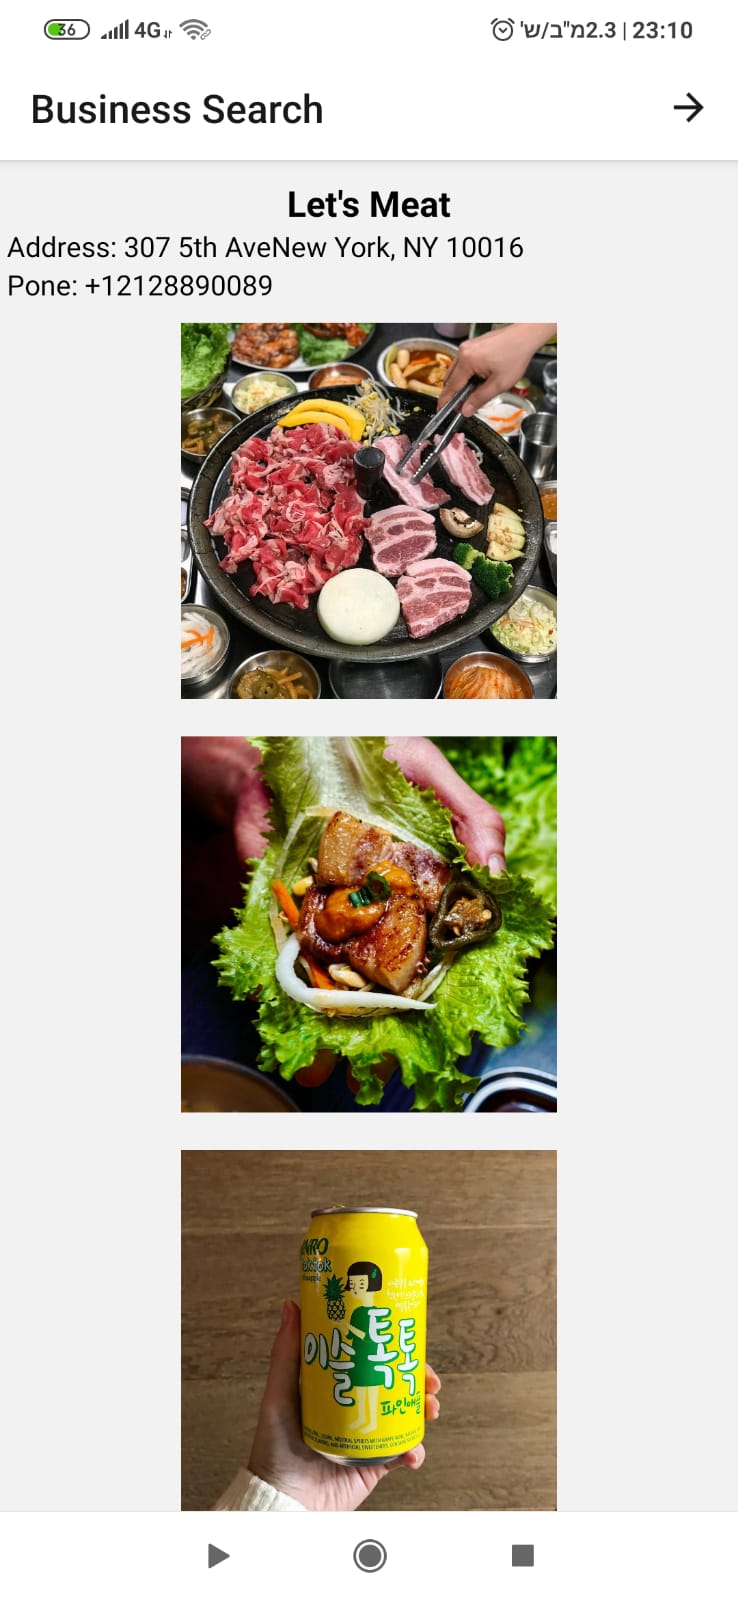 36 4G 2.3מ"ב/ש' | 23:10
Business Search
Let's Meat
Address: 307 5th AveNew York, NY 10016
Pone: +12128890089
이슬톡톡
파인애플